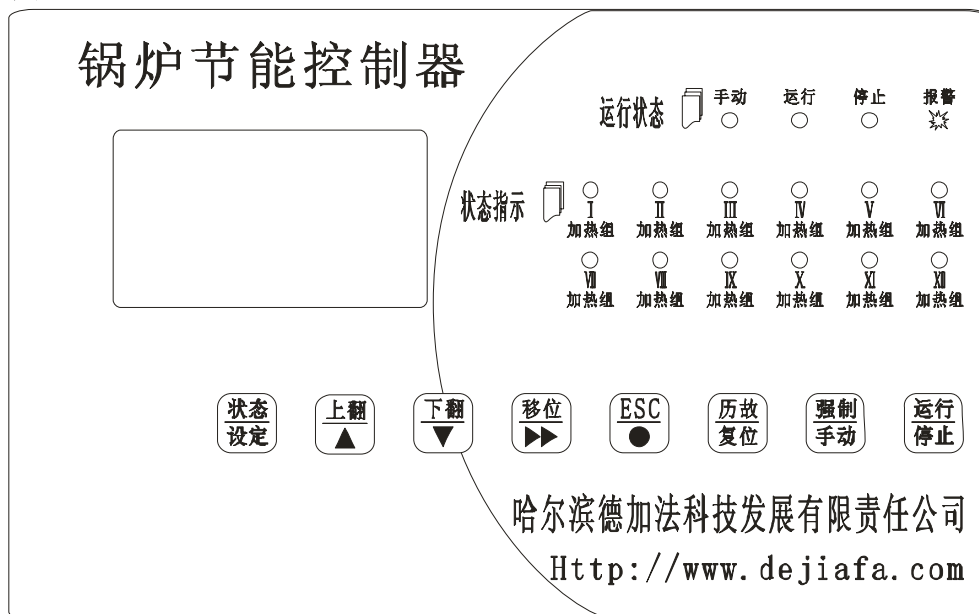 锅炉节能控制器
运行状态 手动 运行 停止 报警
状态指示 I II III IV V VI
加热组 加热组 加热组 加热组 加热组 加热组
VII VIII IX X XI XII
加热组 加热组 加热组 加热组 加热组 加热组
状态 上翻 下翻 移位 ESC 历故 强制 运行
设定 复位 手动 停止
哈尔滨德加法科技发展有限责任公司
Http://www.dejiafa.com